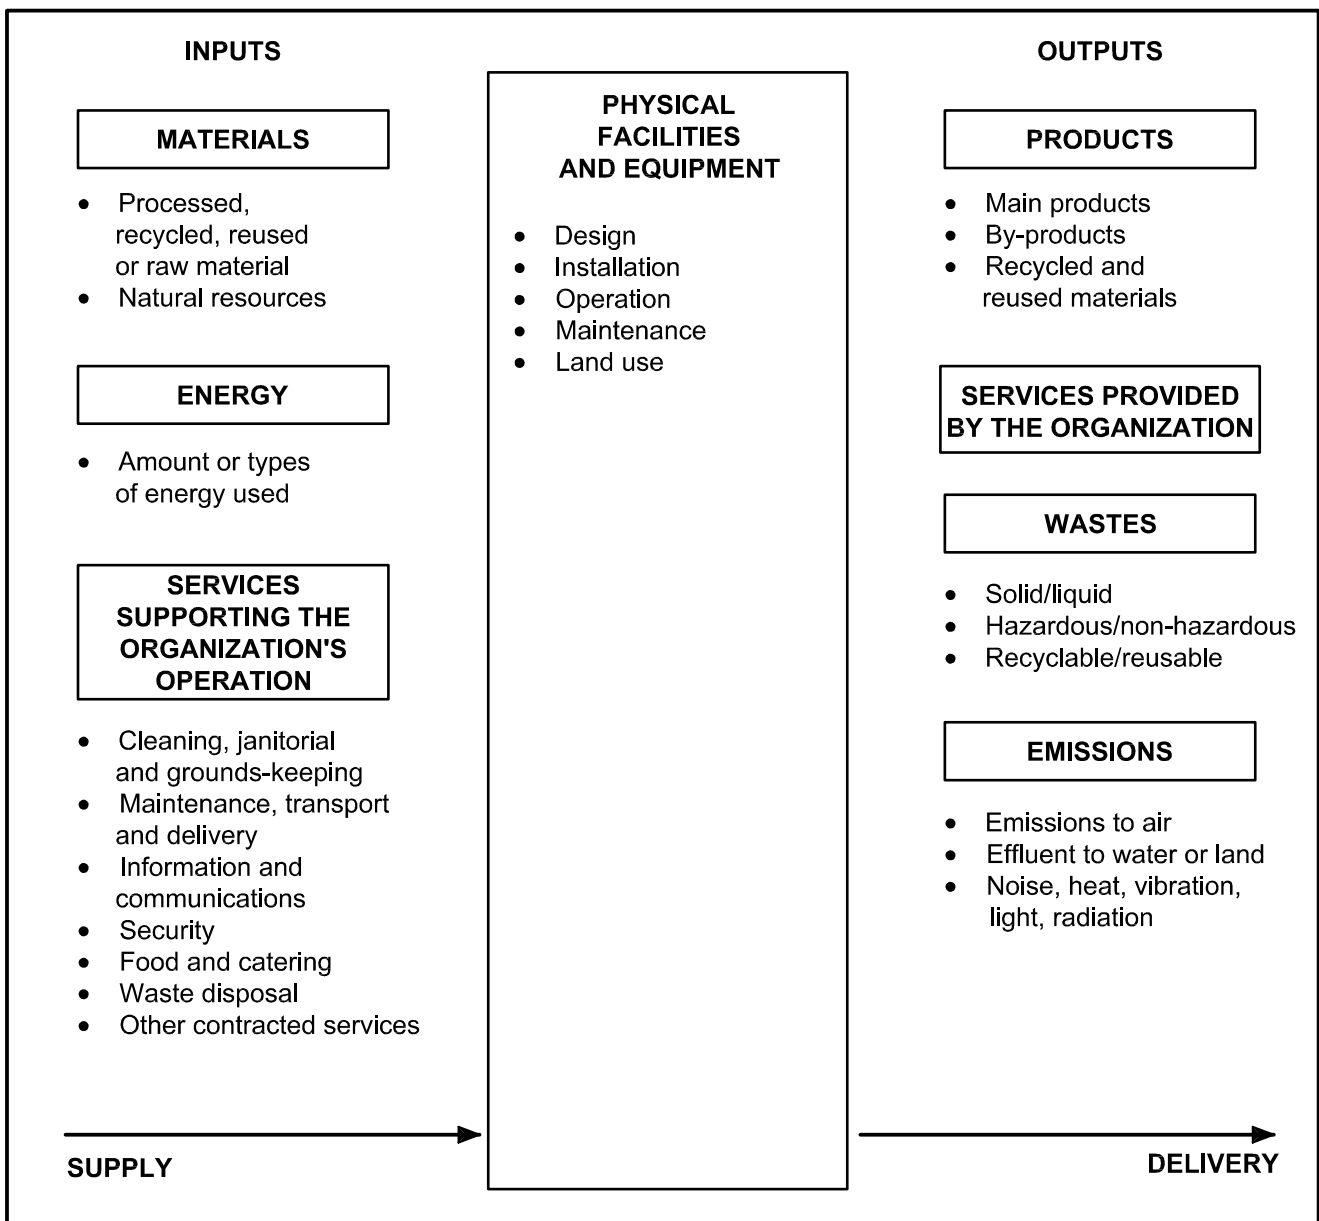 INPUTS
MATERIALS
• Processed,
recycled, reused
or raw material
• Natural resources
ENERGY
• Amount or types
of energy used
SERVICES
SUPPORTING THE
ORGANIZATION'S
OPERATION
• Cleaning, janitorial
and grounds-keeping
• Maintenance, transport
and delivery
• Information and
communications
• Security
• Food and catering
• Waste disposal
• Other contracted services
SUPPLY
PHYSICAL
FACILITIES
AND EQUIPMENT
• Design
• Installation
• Operation
• Maintenance
• Land use
OUTPUTS
PRODUCTS
• Main products
• By-products
• Recycled and
reused materials
SERVICES PROVIDED
BY THE ORGANIZATION
WASTES
• Solid/liquid
• Hazardous/non-hazardous
• Recyclable/reusable
EMISSIONS
• Emissions to air
• Effluent to water or land
• Noise, heat, vibration,
light, radiation
DELIVERY